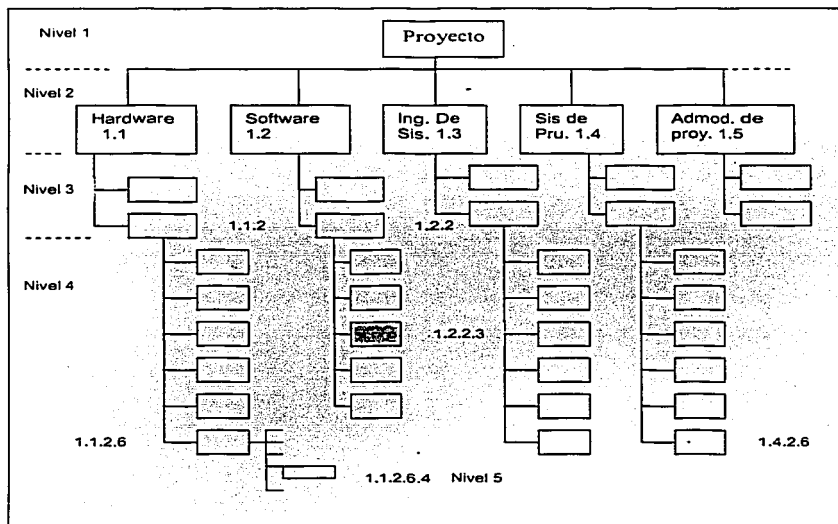 Nivel 1
Proyecto
Nivel 2
Hardware
1.1
Software
1.2
Ing. De
Sis. 1.3
Sis de
Pru. 1.4
Admod. de
proy. 1.5
Nivel 3
1.1.2
1.2.2
Nivel 4
1.2.2.3
1.1.2.6
1.4.2.6
1.1.2.6.4 Nivel 5